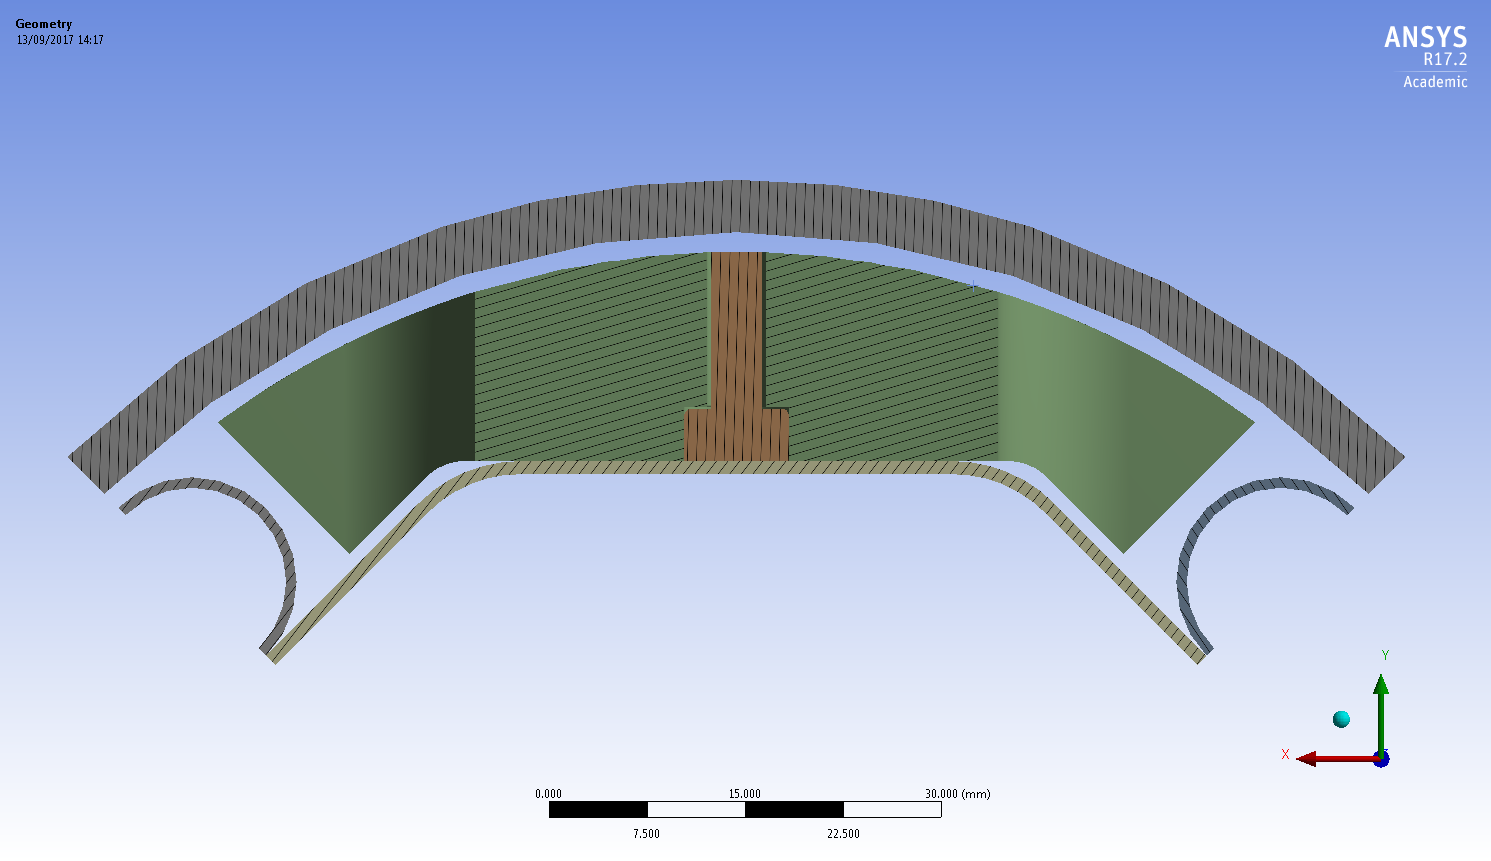 Geometry
13/09/2017 14:17
ANSYS
R17.2
Academic
Y
X
0.000 15.000 30.000 (mm)
7.500 22.500